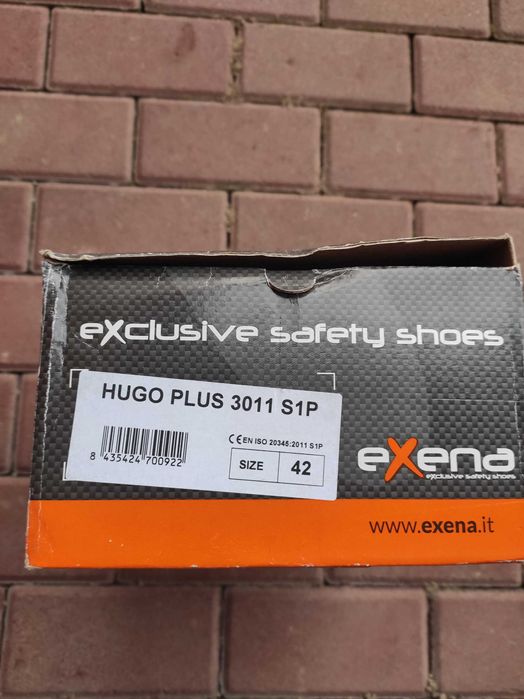 eXclusive safety shoes
HUGO PLUS 3011 S1P
CE EN ISO 20345:2011 S1P
8 435424 700922
SIZE 42
eXena
exclusive safety shoes
www.exena.it